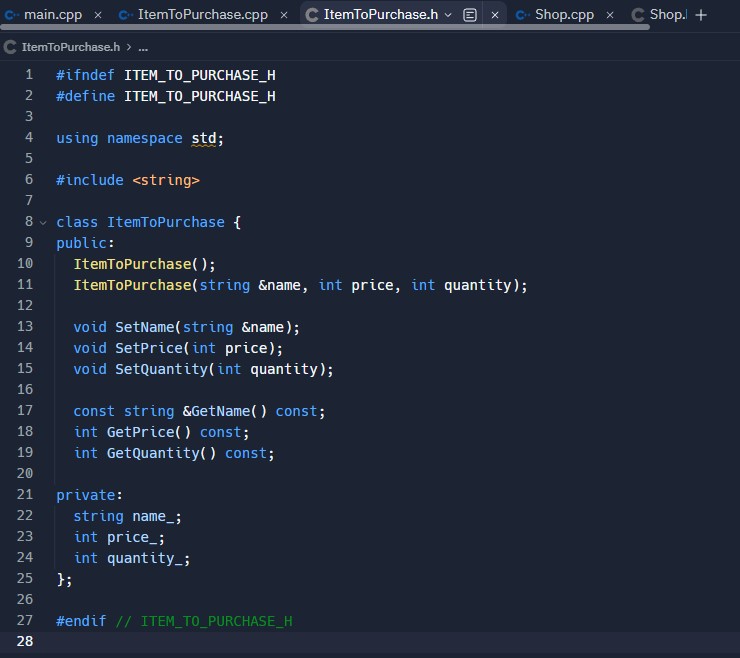 main.cpp × ItemToPurchase.cpp × ItemToPurchase.h × Shop.cpp × Shop. +
ItemToPurchase.h > ...
1 #ifndef ITEM_TO_PURCHASE_H
2 #define ITEM_TO_PURCHASE_H
3
4 using namespace std;
5
6 #include <string>
7
8 class ItemToPurchase {
9 public:
10 ItemToPurchase();
11 ItemToPurchase(string &name, int price, int quantity);
12
13 void SetName(string &name);
14 void SetPrice(int price);
15 void SetQuantity(int quantity);
16
17 const string &GetName() const;
18 int GetPrice() const;
19 int GetQuantity() const;
20
21 private:
22 string name_;
23 int price_;
24 int quantity_;
25 };
26
27 #endif // ITEM_TO_PURCHASE_H
28